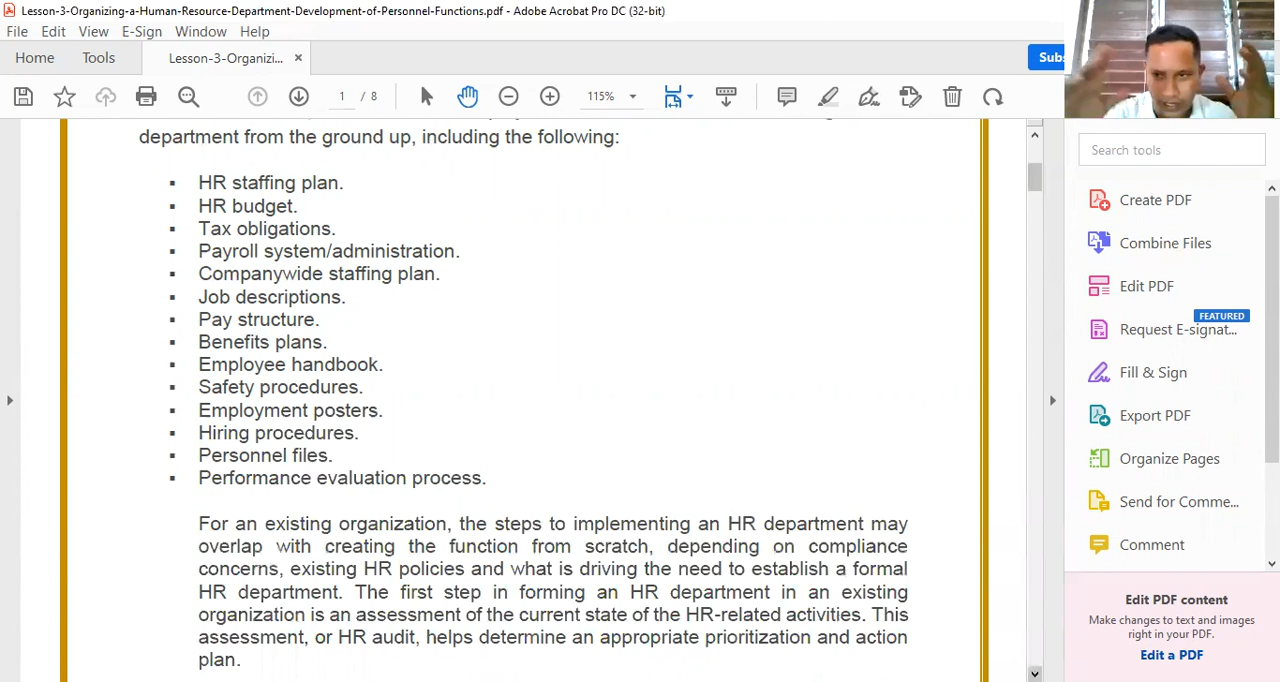 Lesson-3-Organizing-a-Human-Resource-Department-Development-of-Personnel-Functions.pdf - Adobe Acrobat Pro DC (32-bit)
File Edit View E-Sign Window Help
Home Tools Lesson-3-Organizi... ×
1 / 8 115%
department from the ground up, including the following:
▪ HR staffing plan.
▪ HR budget.
▪ Tax obligations.
▪ Payroll system/administration.
▪ Companywide staffing plan.
▪ Job descriptions.
▪ Pay structure.
▪ Benefits plans.
▪ Employee handbook.
▪ Safety procedures.
▪ Employment posters.
▪ Hiring procedures.
▪ Personnel files.
▪ Performance evaluation process.
For an existing organization, the steps to implementing an HR department may
overlap with creating the function from scratch, depending on compliance
concerns, existing HR policies and what is driving the need to establish a formal
HR department. The first step in forming an HR department in an existing
organization is an assessment of the current state of the HR-related activities. This
assessment, or HR audit, helps determine an appropriate prioritization and action
plan.
Search tools
Create PDF
Combine Files
Edit PDF
FEATURED
Request E-signat...
Fill & Sign
Export PDF
Organize Pages
Send for Comme...
Comment
Edit PDF content
Make changes to text and images
right in your PDF.
Edit a PDF